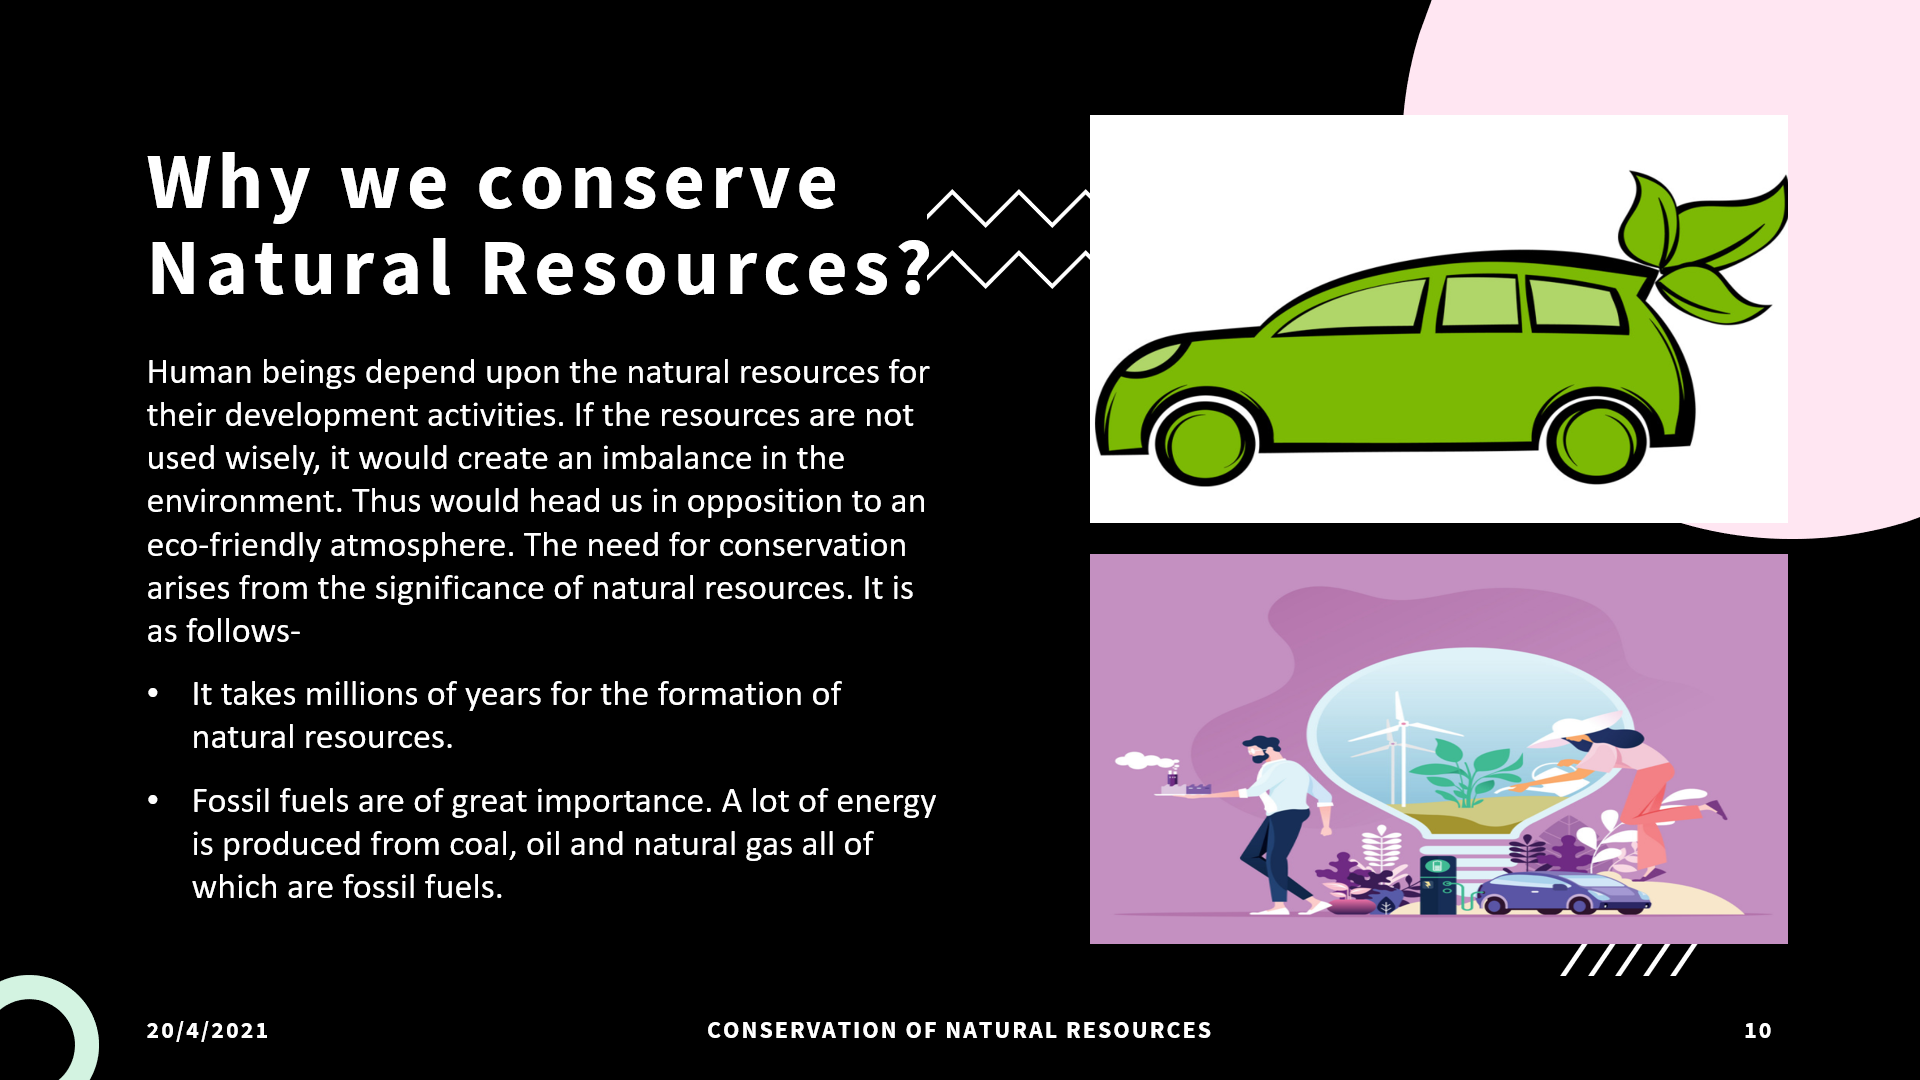 Why we conserve
Natural Resources?
Human beings depend upon the natural resources for
their development activities. If the resources are not
used wisely, it would create an imbalance in the
environment. Thus would head us in opposition to an
eco-friendly atmosphere. The need for conservation
arises from the significance of natural resources. It is
as follows-
• It takes millions of years for the formation of
natural resources.
• Fossil fuels are of great importance. A lot of energy
is produced from coal, oil and natural gas all of
which are fossil fuels.
20/4/2021
CONSERVATION OF NATURAL RESOURCES
10